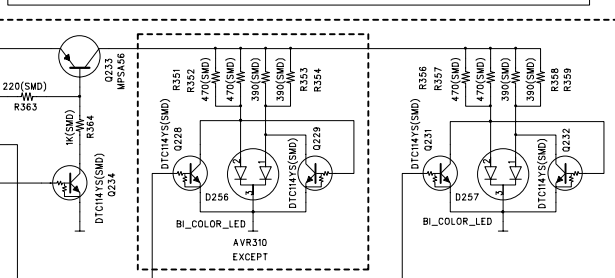 Q233
MPSA56
220(SMD)
R363
1K(SMD)
R364
DTC114YS(SMD)
Q234
R351
R352
470(SMD)
470(SMD)
390(SMD)
390(SMD)
R353
R354
DTC114YS(SMD)
Q228
DTC114YS(SMD)
Q229
2
1
3
D256
BI_COLOR_LED
AVR310
EXCEPT
R356
R357
470(SMD)
470(SMD)
390(SMD)
390(SMD)
R358
R359
DTC114YS(SMD)
Q231
DTC114YS(SMD)
Q232
2
1
3
D257
BI_COLOR_LED